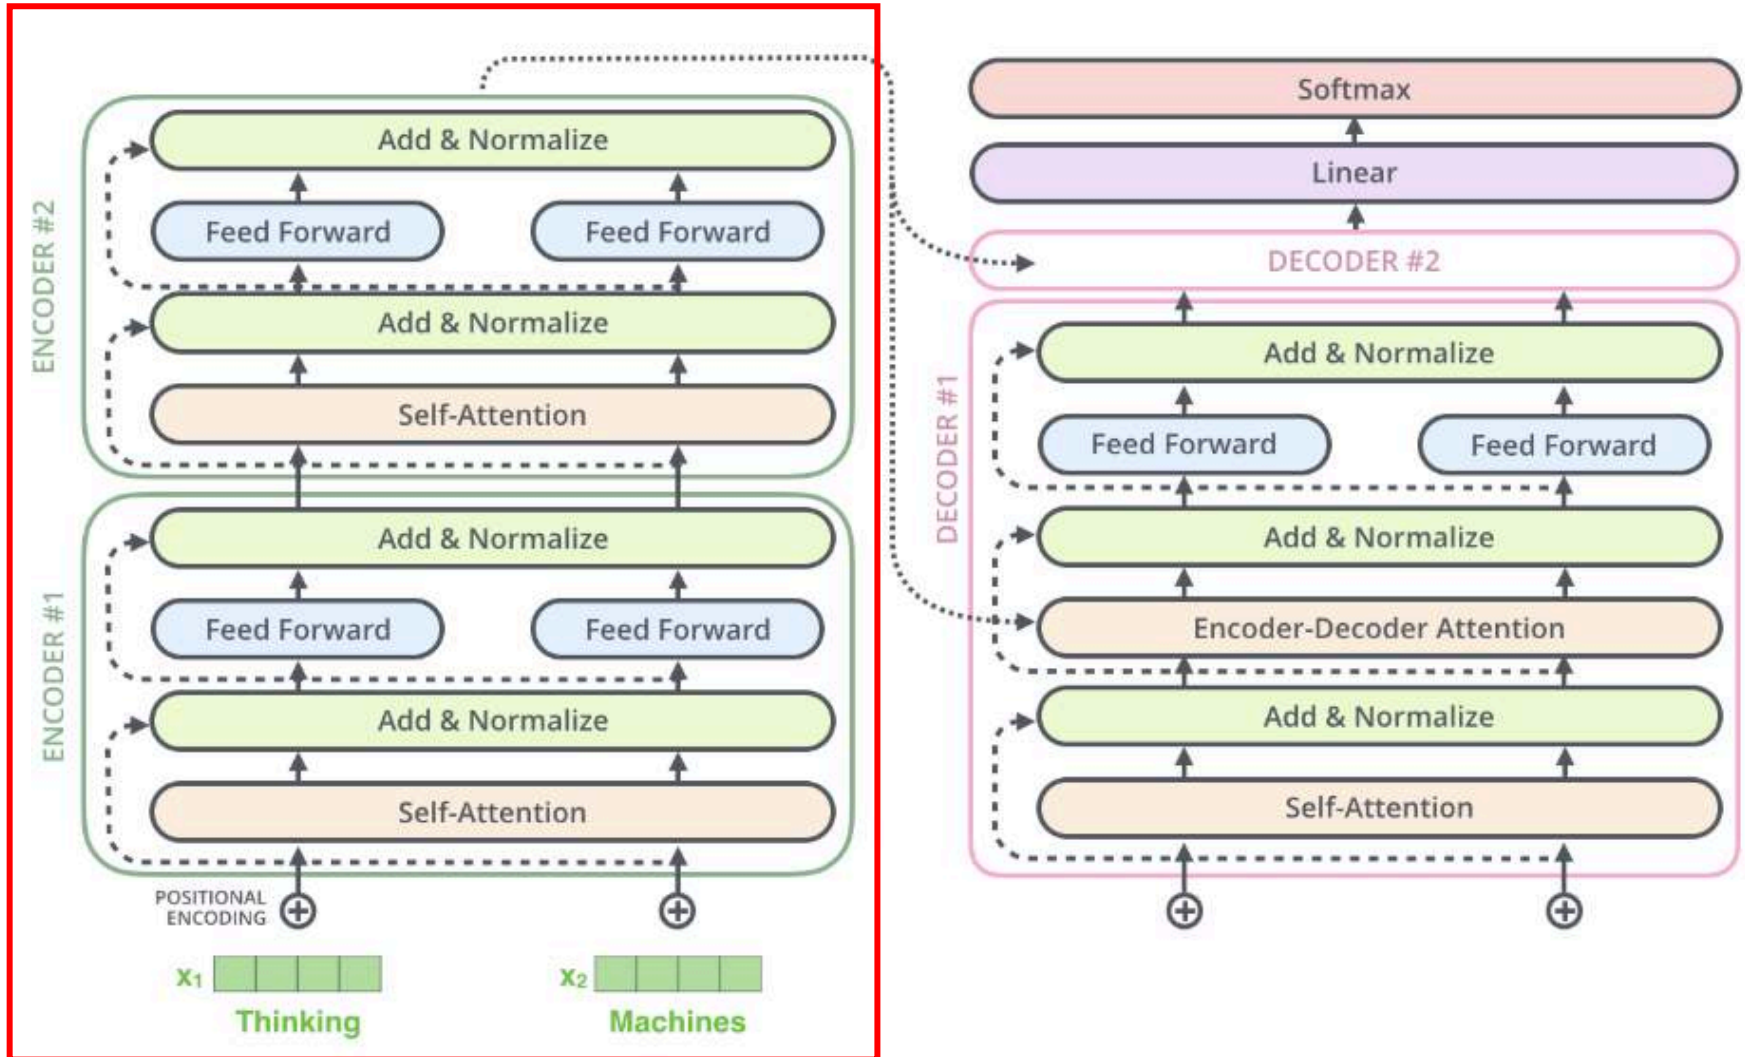 ENCODER #2
Add & Normalize
Feed Forward
Feed Forward
Add & Normalize
Self-Attention
ENCODER #1
Add & Normalize
Feed Forward
Feed Forward
Add & Normalize
Self-Attention
POSITIONAL
ENCODING
x₁
x₂
Thinking
Machines
Softmax
Linear
DECODER #2
DECODER #1
Add & Normalize
Feed Forward
Feed Forward
Add & Normalize
Encoder-Decoder Attention
Add & Normalize
Self-Attention